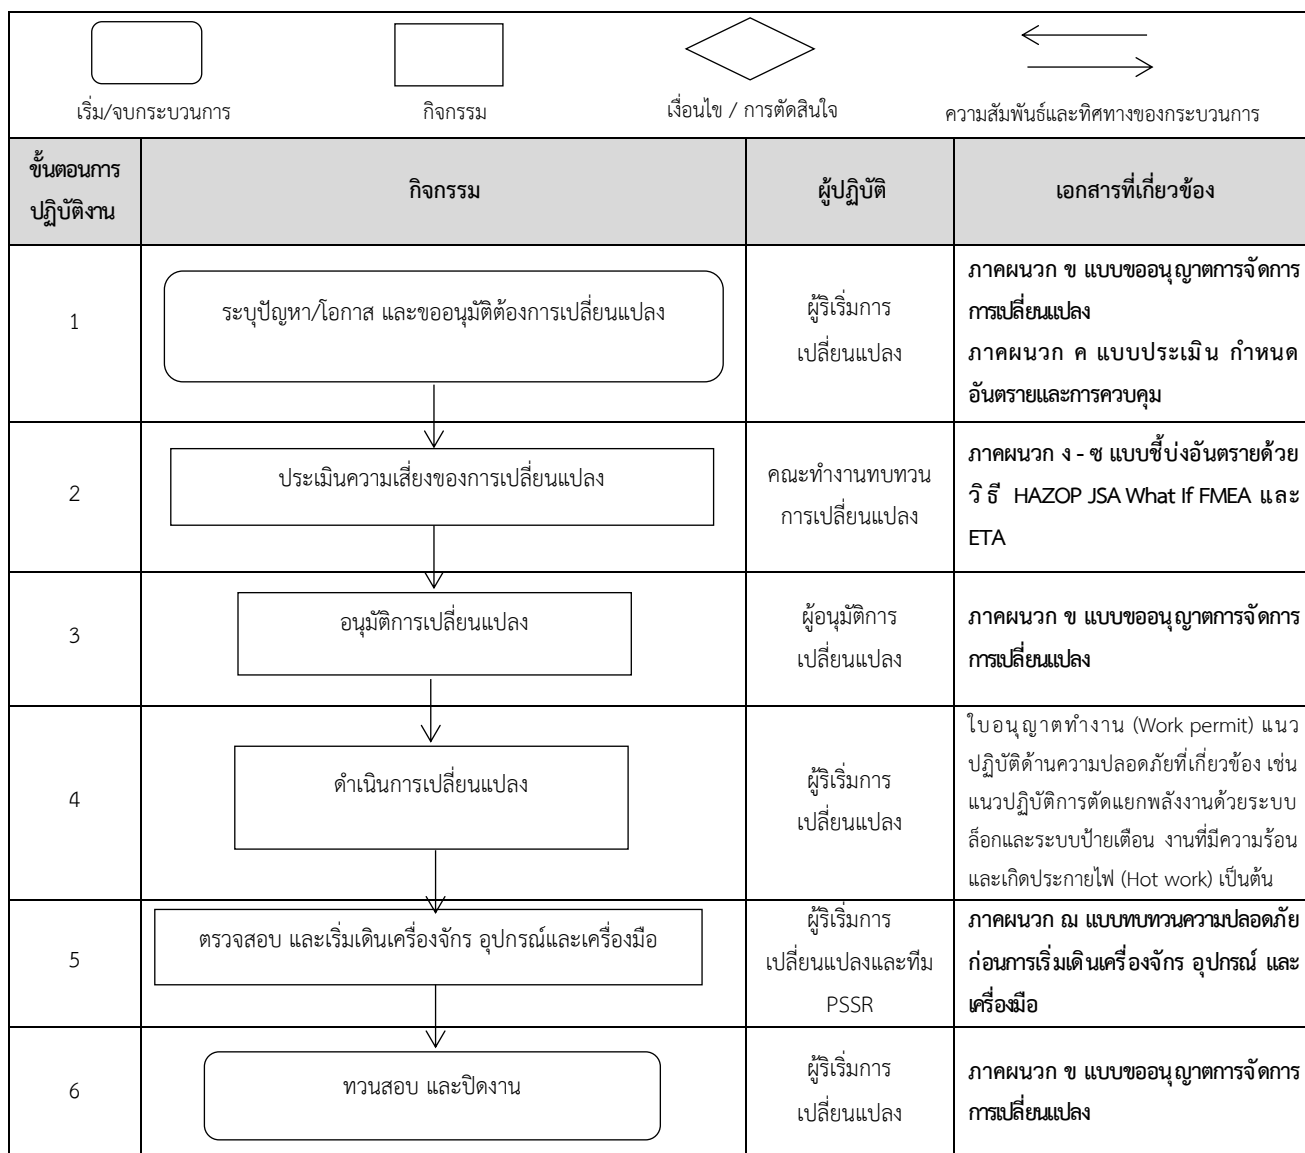 เริ่ม/จบกระบวนการ
กิจกรรม
เงื่อนไข / การตัดสินใจ
ความสัมพันธ์และทิศทางของกระบวนการ
ขั้นตอนการ
ปฏิบัติงาน
กิจกรรม
ผู้ปฏิบัติ
เอกสารที่เกี่ยวข้อง
1
ระบุปัญหา/โอกาส และขออนุมัติต้องการเปลี่ยนแปลง
ผู้ริเริ่มการ
เปลี่ยนแปลง
ภาคผนวก ข แบบขออนุญาตการจัดการ
การเปลี่ยนแปลง
ภาคผนวก ค แบบประเมิน กำหนด
อันตรายและการควบคุม
2
ประเมินความเสี่ยงของการเปลี่ยนแปลง
คณะทำงานทบทวน
การเปลี่ยนแปลง
ภาคผนวก ง - ซ แบบชี้บ่งอันตรายด้วย
วิธี HAZOP JSA What If FMEA และ
ETA
3
อนุมัติการเปลี่ยนแปลง
ผู้อนุมัติการ
เปลี่ยนแปลง
ภาคผนวก ข แบบขออนุญาตการจัดการ
การเปลี่ยนแปลง
4
ดำเนินการเปลี่ยนแปลง
ผู้ริเริ่มการ
เปลี่ยนแปลง
ใบอนุญาตทำงาน (Work permit) แนว
ปฏิบัติด้านความปลอดภัยที่เกี่ยวข้อง เช่น
แนวปฏิบัติการตัดแยกพลังงานด้วยระบบ
ล็อกและระบบป้ายเตือน งานที่มีความร้อน
และเกิดประกายไฟ (Hot work) เป็นต้น
5
ตรวจสอบ และเริ่มเดินเครื่องจักร อุปกรณ์และเครื่องมือ
ผู้ริเริ่มการ
เปลี่ยนแปลงและทีม
PSSR
ภาคผนวก ฌ แบบทบทวนความปลอดภัย
ก่อนการเริ่มเดินเครื่องจักร อุปกรณ์ และ
เครื่องมือ
6
ทวนสอบ และปิดงาน
ผู้ริเริ่มการ
เปลี่ยนแปลง
ภาคผนวก ข แบบขออนุญาตการจัดการ
การเปลี่ยนแปลง